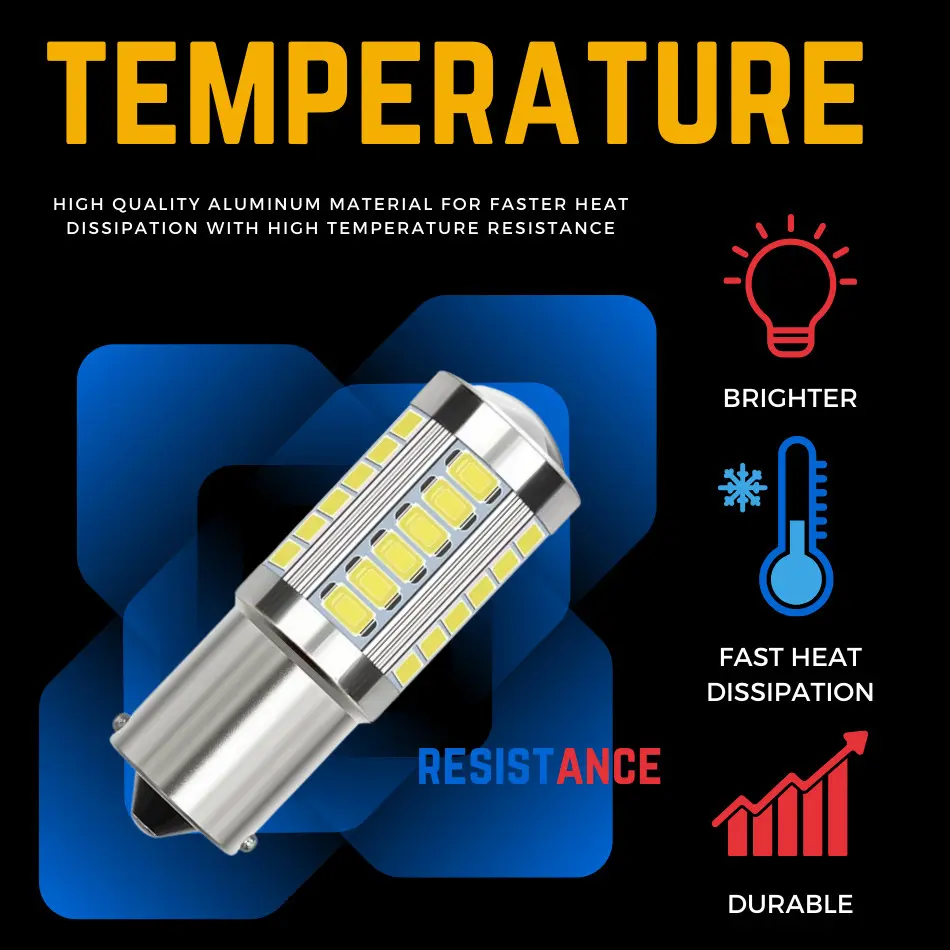 TEMPERATURE
HIGH QUALITY ALUMINUM MATERIAL FOR FASTER HEAT
DISSIPATION WITH HIGH TEMPERATURE RESISTANCE
BRIGHTER
FAST HEAT
DISSIPATION
RESISTANCE
DURABLE